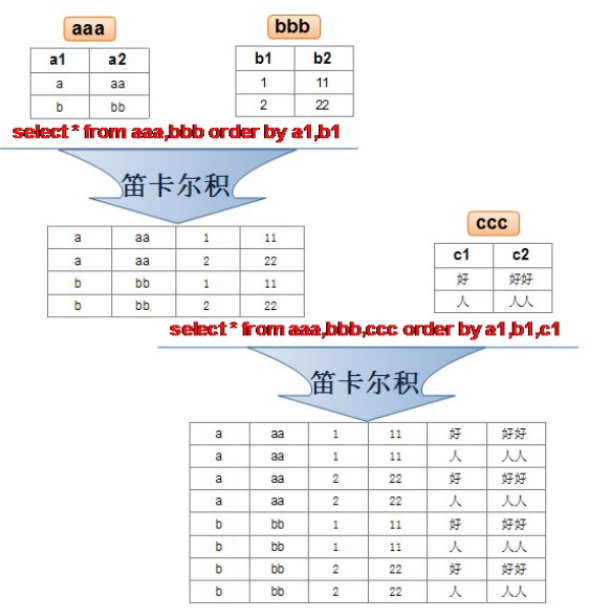 aaa
bbb
a1 a2
b1 b2
a aa
1 11
b bb
2 22
select * from aaa,bbb order by a1,b1
笛卡尔积
a aa 1 11
a aa 2 22
b bb 1 11
b bb 2 22
ccc
c1 c2
好 好好
人 人人
select * from aaa,bbb,ccc order by a1,b1,c1
笛卡尔积
a aa 1 11 好 好好
a aa 1 11 人 人人
a aa 2 22 好 好好
a aa 2 22 人 人人
b bb 1 11 好 好好
b bb 1 11 人 人人
b bb 2 22 好 好好
b bb 2 22 人 人人